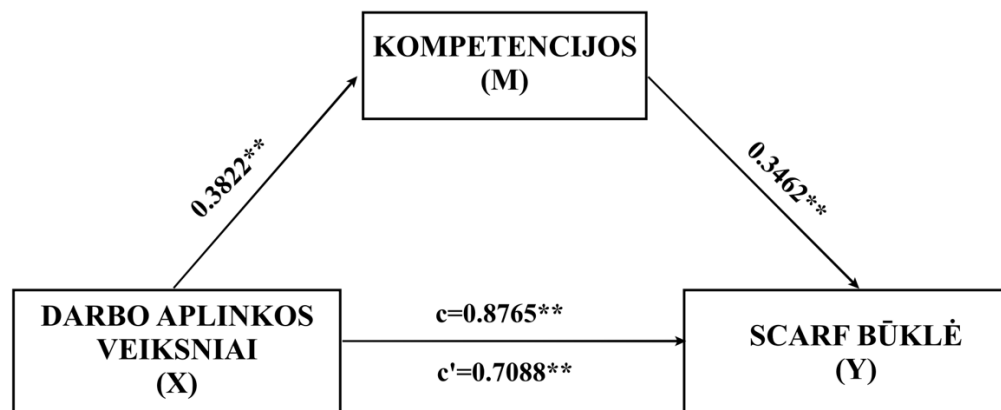 KOMPETENCIJOS
(M)
0.3822**
0.3462**
DARBO APLINKOS
VEIKSNIAI
(X)
c=0.8765**
c'=0.7088**
SCARF BŪKLĖ
(Y)